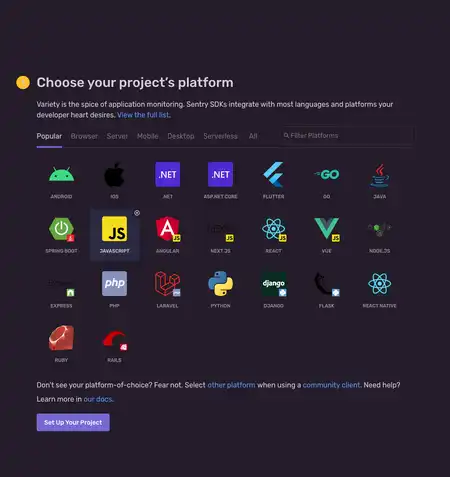 Choose your project's platform
Variety is the spice of application monitoring. Sentry SDKs integrate with most languages and platforms your
developer heart desires. View the full list.
Popular Browser Server Mobile Desktop Serverless All Filter Platforms
.NET .NET GO
ANDROID IOS .NET ASP.NET CORE FLUTTER GO JAVA
JS JS JS JS JS
SPRING BOOT JAVASCRIPT ANGULAR NEXT.JS REACT VUE NODE.JS
php django
EXPRESS PHP LARAVEL PYTHON DJANGO FLASK REACT NATIVE
RUBY RAILS
Don't see your platform-of-choice? Fear not. Select other platform when using a community client. Need help?
Learn more in our docs.
Set Up Your Project